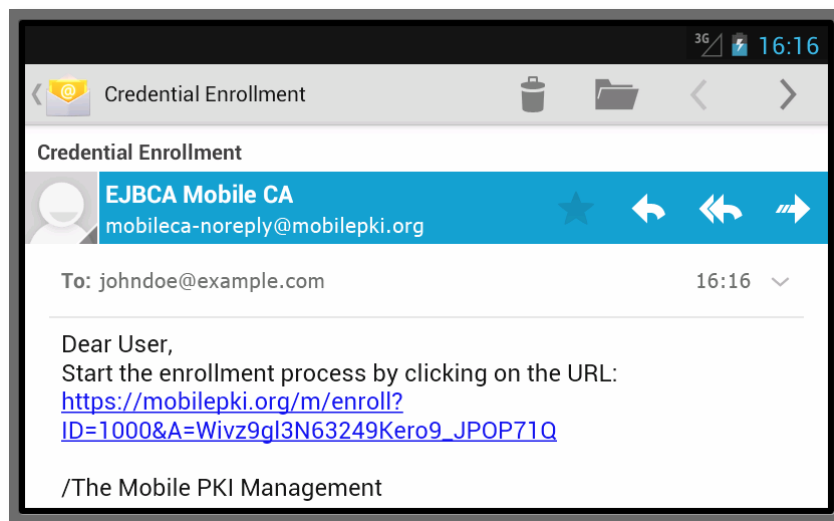 3G 16:16
Credential Enrollment
Credential Enrollment
EJBCA Mobile CA
mobileca-noreply@mobilepki.org
To: johndoe@example.com 16:16
Dear User,
Start the enrollment process by clicking on the URL:
https://mobilepki.org/m/enroll?
ID=1000&A=Wivz9gl3N63249Kero9_JPOP71Q
/The Mobile PKI Management